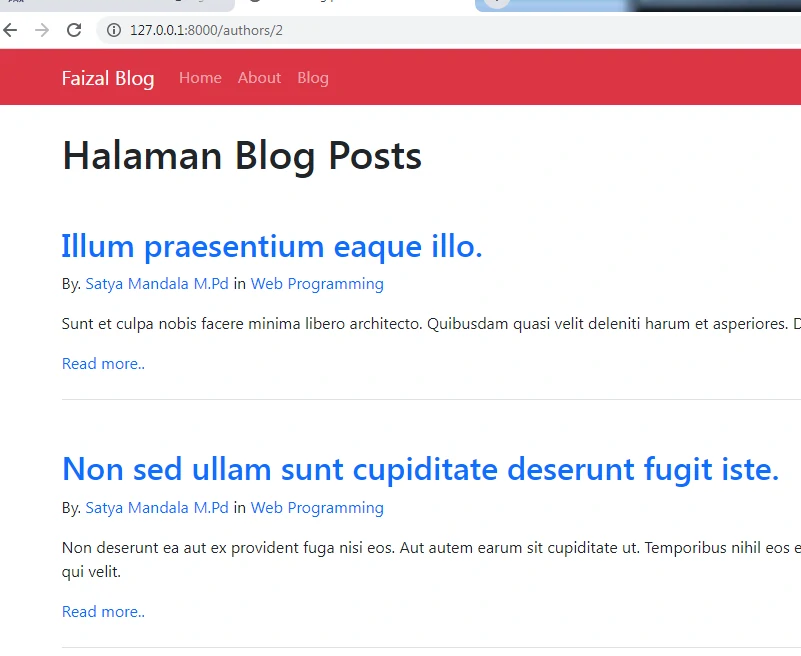 127.0.0.1:8000/authors/2
Faizal Blog Home About Blog
Halaman Blog Posts
Illum praesentium eaque illo.
By. Satya Mandala M.Pd in Web Programming
Sunt et culpa nobis facere minima libero architecto. Quibusdam quasi velit deleniti harum et asperiores. D
Read more..
Non sed ullam sunt cupiditate deserunt fugit iste.
By. Satya Mandala M.Pd in Web Programming
Non deserunt ea aut ex provident fuga nisi eos. Aut autem earum sit cupiditate ut. Temporibus nihil eos e
qui velit.
Read more..